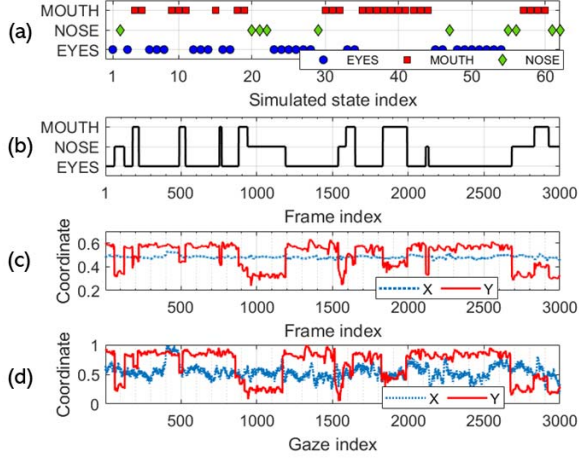 (a)
MOUTH
NOSE
EYES
EYES MOUTH NOSE
1 10 20 30 40 50 60
Simulated state index
(b)
MOUTH
NOSE
EYES
1 500 1000 1500 2000 2500 3000
Frame index
(c)
Coordinate
0.6
0.4
0.2
X Y
500 1000 1500 2000 2500 3000
Frame index
(d)
Coordinate
1
0.5
0
X Y
500 1000 1500 2000 2500 3000
Gaze index